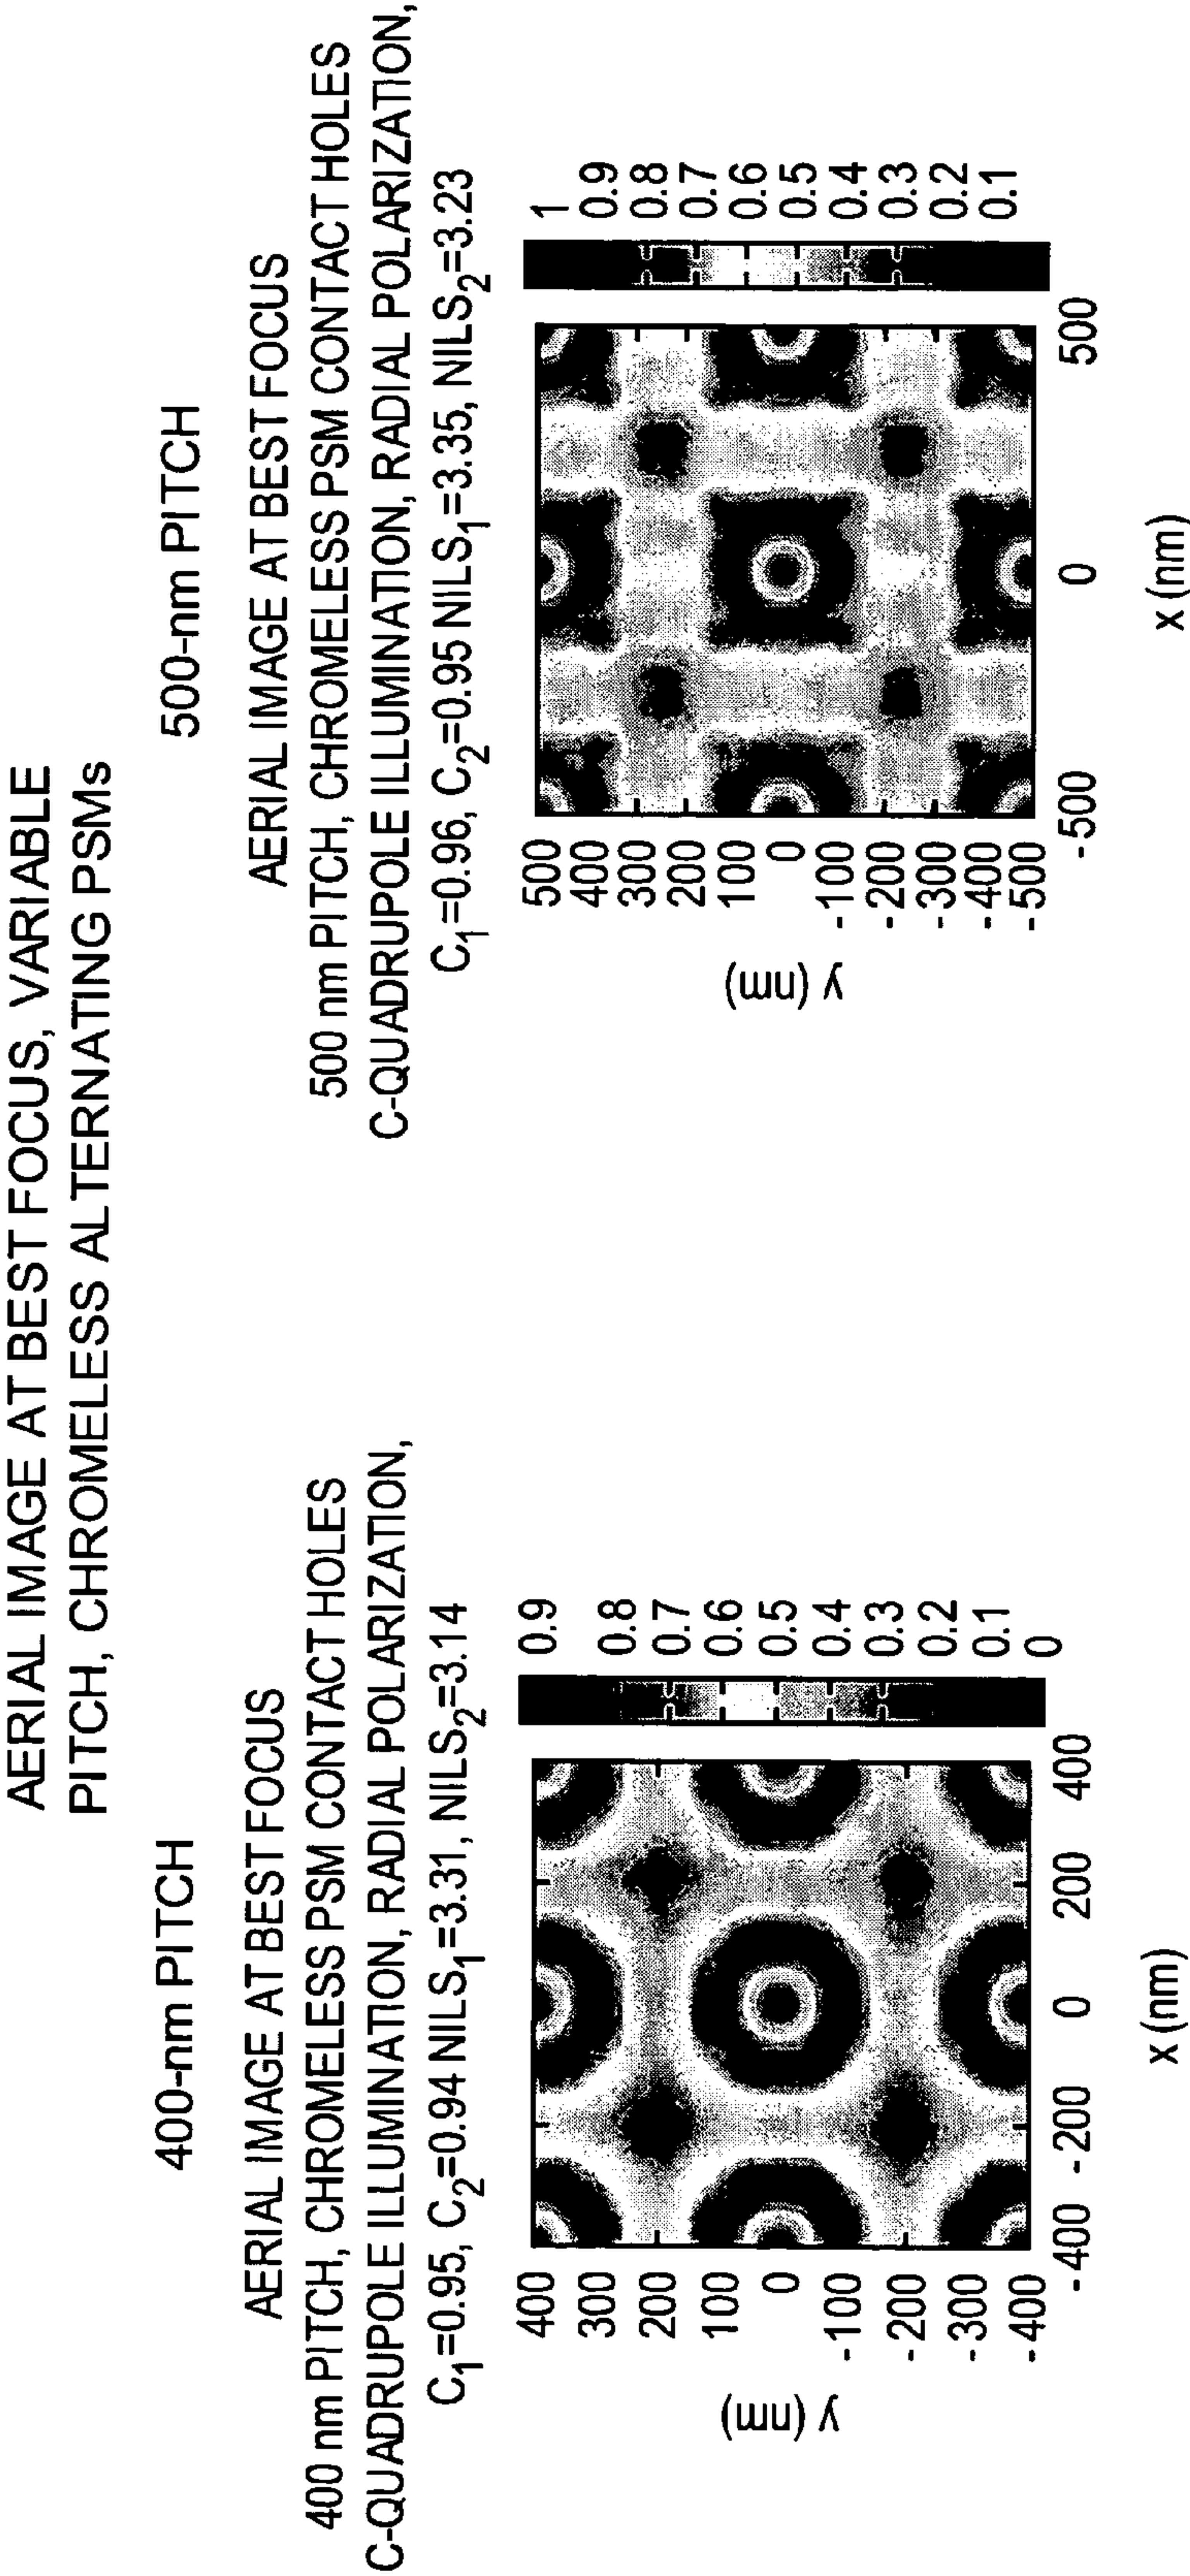 AERIAL IMAGE AT BEST FOCUS, VARIABLE
PITCH, CHROMELESS ALTERNATING PSMs
400-nm PITCH
AERIAL IMAGE AT BEST FOCUS
400 nm PITCH, CHROMELESS PSM CONTACT HOLES
C-QUADRUPOLE ILLUMINATION, RADIAL POLARIZATION,
C₁=0.95, C₂=0.94 NILS₁=3.31, NILS₂=3.14
400
300
200
100
0
-100
-200
-300
-400
y (nm)
-400 -200 0 200 400
x (nm)
0.9
0.8
0.7
0.6
0.5
0.4
0.3
0.2
0.1
0
500-nm PITCH
AERIAL IMAGE AT BEST FOCUS
500 nm PITCH, CHROMELESS PSM CONTACT HOLES
C-QUADRUPOLE ILLUMINATION, RADIAL POLARIZATION,
C₁=0.96, C₂=0.95 NILS₁=3.35, NILS₂=3.23
500
400
300
200
100
0
-100
-200
-300
-400
-500
y (nm)
-500 0 500
x (nm)
1
0.9
0.8
0.7
0.6
0.5
0.4
0.3
0.2
0.1